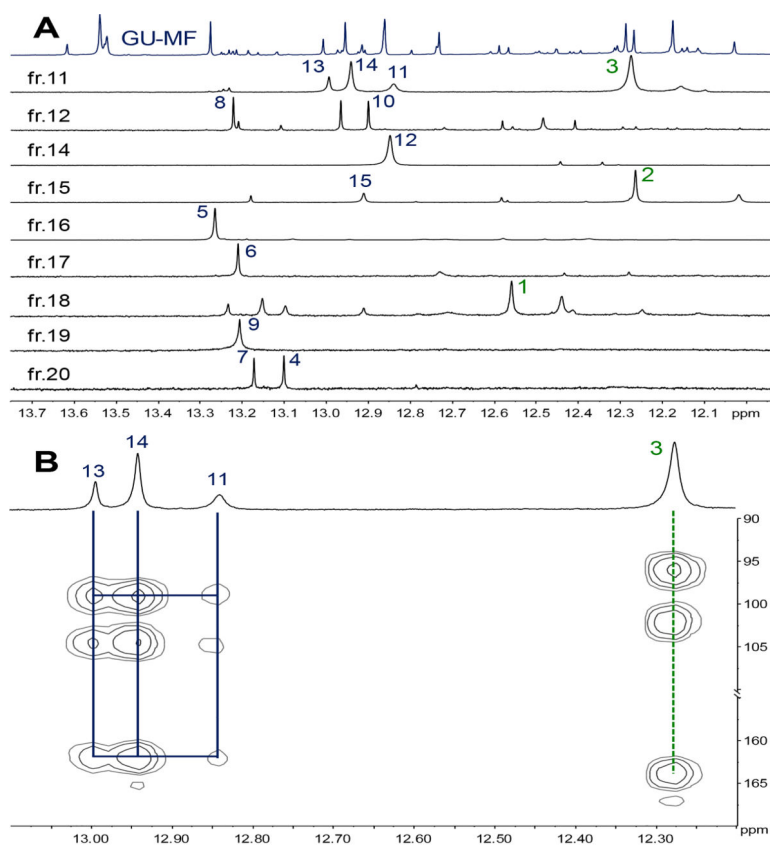 A
GU-MF
fr.11 13 14 11 3
fr.12 8 10
fr.14 12
fr.15 15 2
fr.16 5
fr.17 6
fr.18 1
fr.19 9
fr.20 7 4
13.7 13.6 13.5 13.4 13.3 13.2 13.1 13.0 12.9 12.8 12.7 12.6 12.5 12.4 12.3 12.2 12.1 ppm
B
13 14 11 3
90
95
100
105
160
165
ppm
13.00 12.90 12.80 12.70 12.60 12.50 12.40 12.30